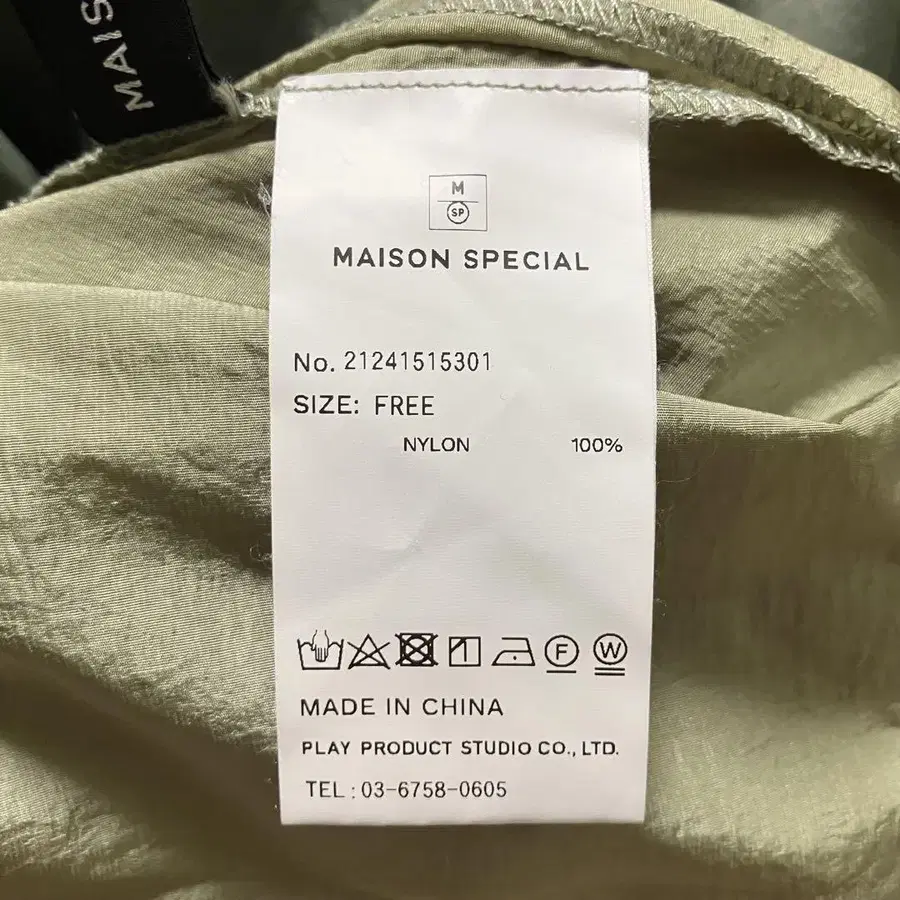 MAIS
M
SP
MAISON SPECIAL
No. 21241515301
SIZE: FREE
NYLON 100%
F W
MADE IN CHINA
PLAY PRODUCT STUDIO CO., LTD.
TEL : 03-6758-0605